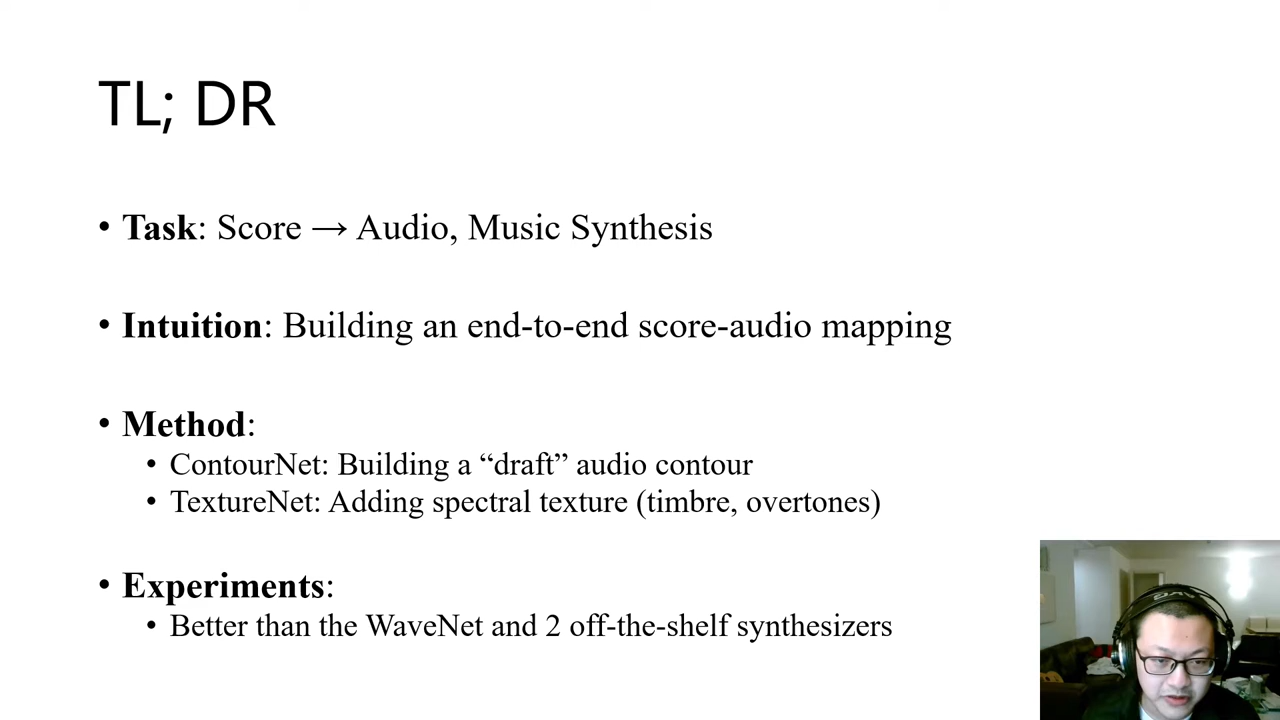 TL; DR
• Task: Score → Audio, Music Synthesis
• Intuition: Building an end-to-end score-audio mapping
• Method:
• ContourNet: Building a “draft” audio contour
• TextureNet: Adding spectral texture (timbre, overtones)
• Experiments:
• Better than the WaveNet and 2 off-the-shelf synthesizers